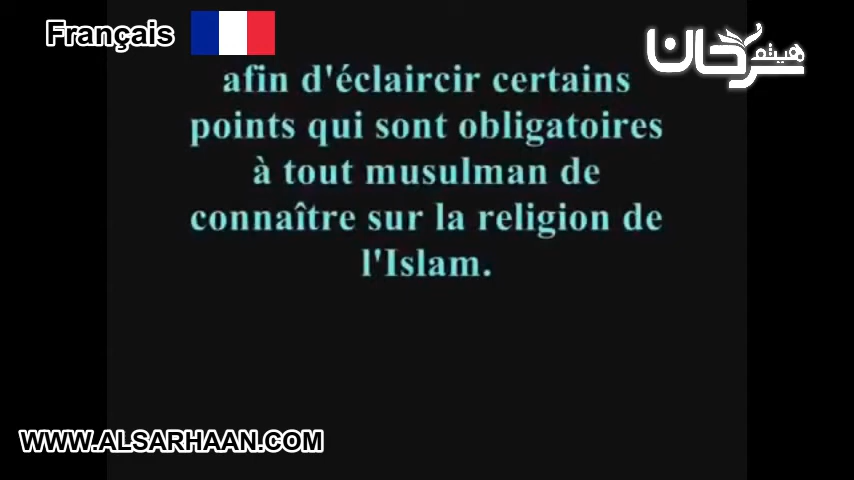 Français
هيثم سرحان
afin d'éclaircir certains
points qui sont obligatoires
à tout musulman de
connaître sur la religion de
l'Islam.
WWW.ALSARHAAN.COM